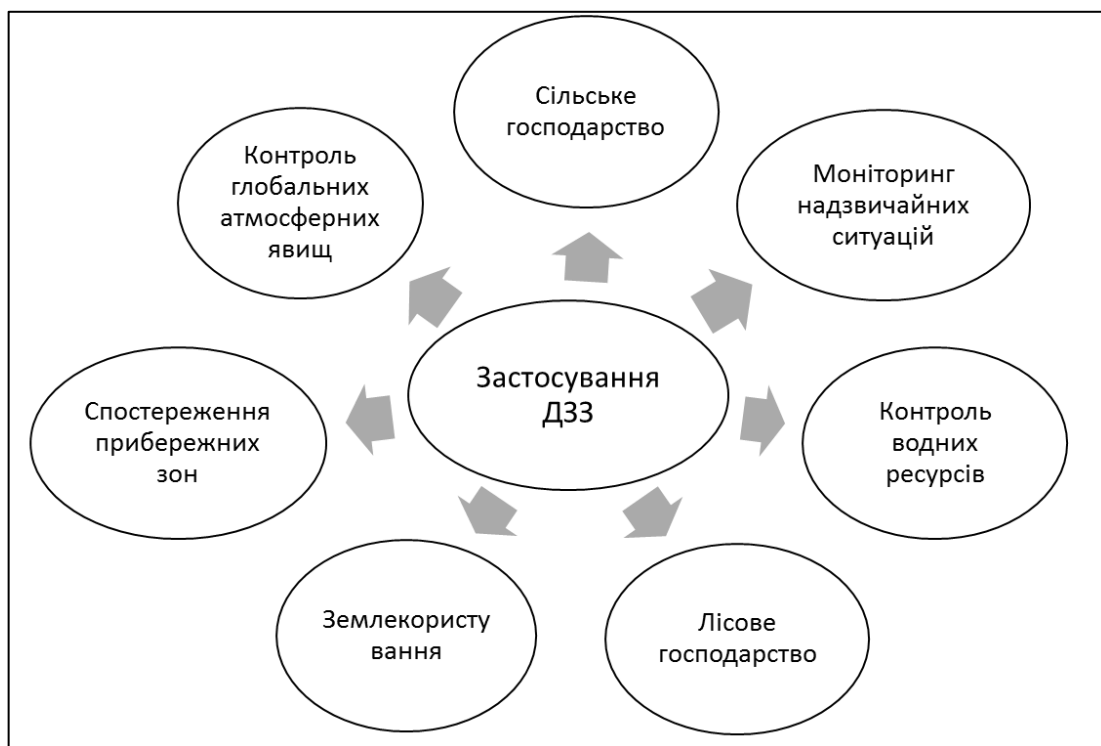 Сільське
господарство
Контроль
глобальних
атмосферних
явищ
Моніторинг
надзвичайних
ситуацій
Застосування
ДЗЗ
Спостереження
прибережних
зон
Контроль
водних
ресурсів
Землекористу
вання
Лісове
господарство